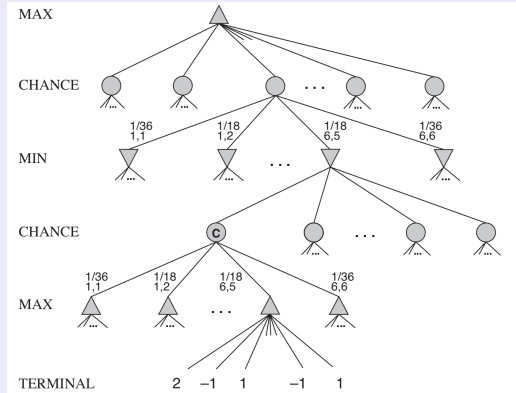 MAX
CHANCE
...
1/36 1/18 1/18 1/36
1,1 1,2 6,5 6,6
MIN
...
CHANCE
C
...
1/36 1/18 1/18 1/36
1,1 1,2 6,5 6,6
MAX
...
TERMINAL 2 –1 1 –1 1